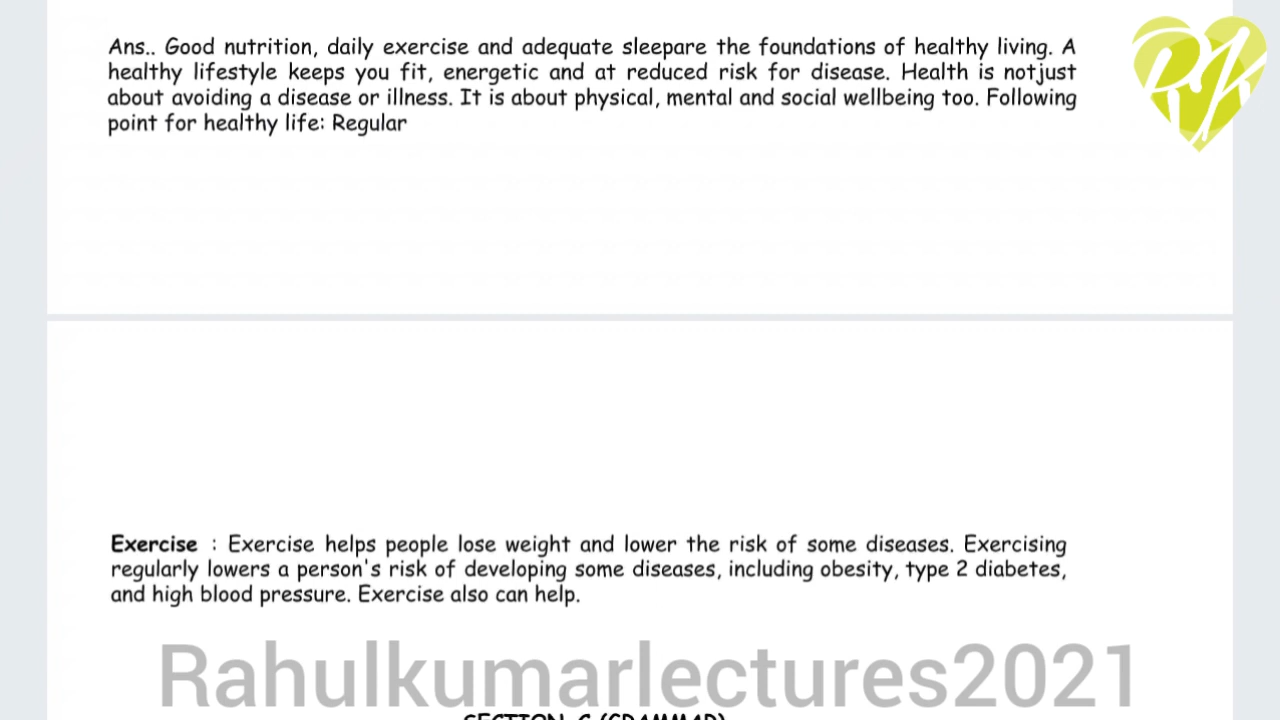 Ans.. Good nutrition, daily exercise and adequate sleepare the foundations of healthy living. A
healthy lifestyle keeps you fit, energetic and at reduced risk for disease. Health is notjust
about avoiding a disease or illness. It is about physical, mental and social wellbeing too. Following
point for healthy life: Regular
Exercise : Exercise helps people lose weight and lower the risk of some diseases. Exercising
regularly lowers a person's risk of developing some diseases, including obesity, type 2 diabetes,
and high blood pressure. Exercise also can help.
Rahulkumarlectures2021
SECTION C (GRAMMAR)